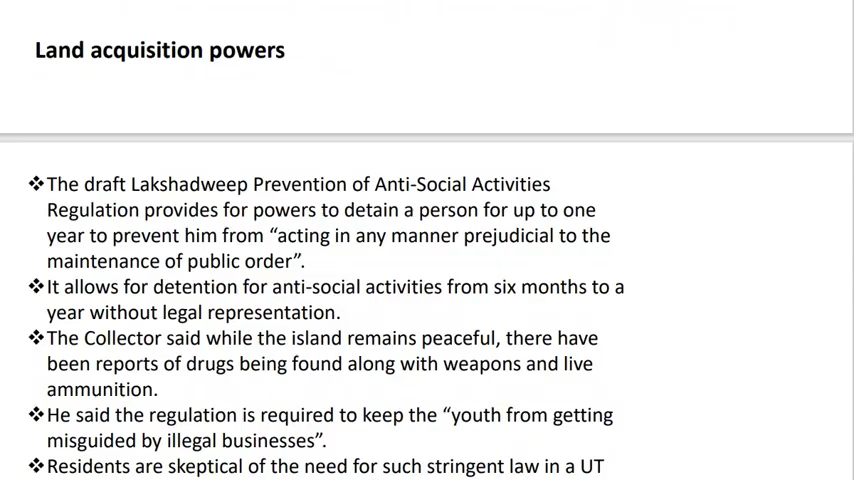 Land acquisition powers
❖The draft Lakshadweep Prevention of Anti-Social Activities
Regulation provides for powers to detain a person for up to one
year to prevent him from “acting in any manner prejudicial to the
maintenance of public order”.
❖It allows for detention for anti-social activities from six months to a
year without legal representation.
❖The Collector said while the island remains peaceful, there have
been reports of drugs being found along with weapons and live
ammunition.
❖He said the regulation is required to keep the “youth from getting
misguided by illegal businesses”.
❖Residents are skeptical of the need for such stringent law in a UT